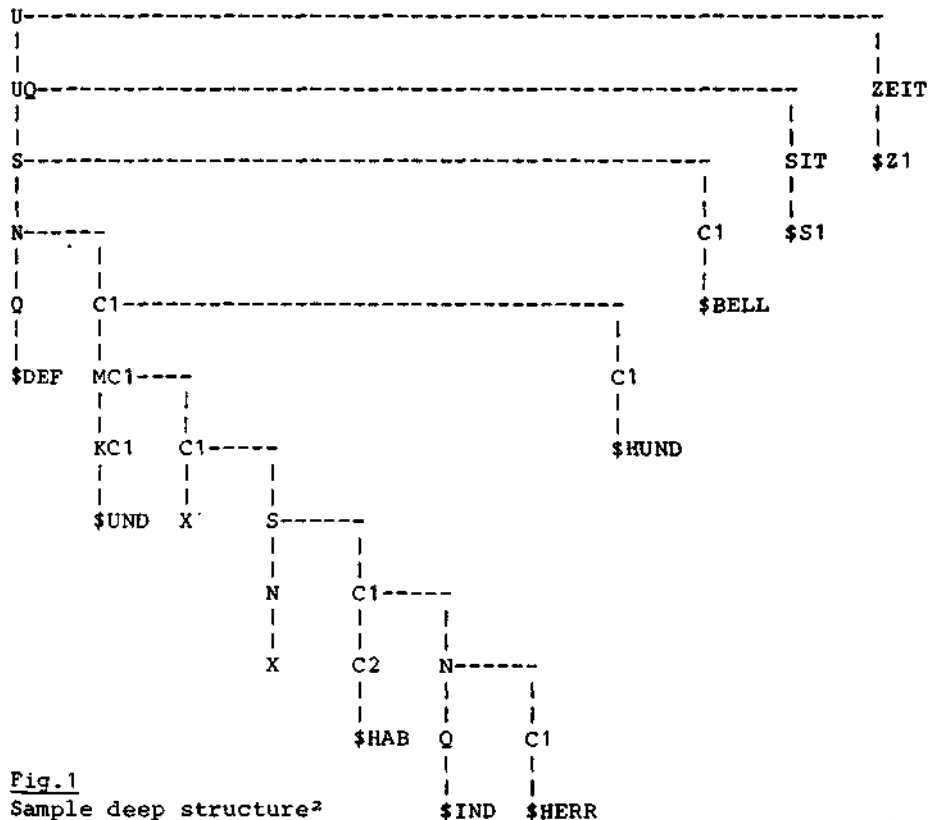 U
UQ ZEIT
S SIT $Z1
N C1 $S1
Q C1 $BELL
$DEF MC1 C1
KC1 C1 $HUND
$UND X S
N C1
X C2 N
$HAB Q C1
Fig.1
Sample deep structure² $IND $HERR